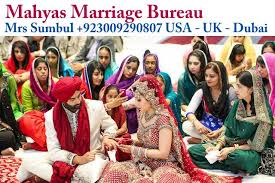 Mahyas Marriage Bureau
Mrs Sumbul +923009290807 USA - UK - Dubai